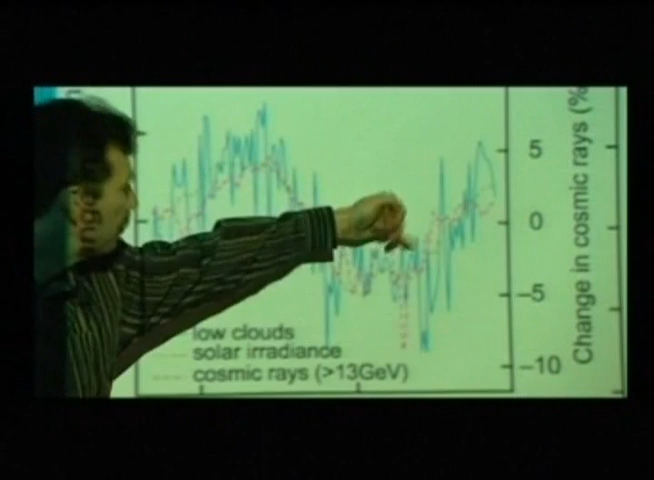 5
0
–5
–10
Change in cosmic rays (%
low clouds
solar irradiance
cosmic rays (>13GeV)